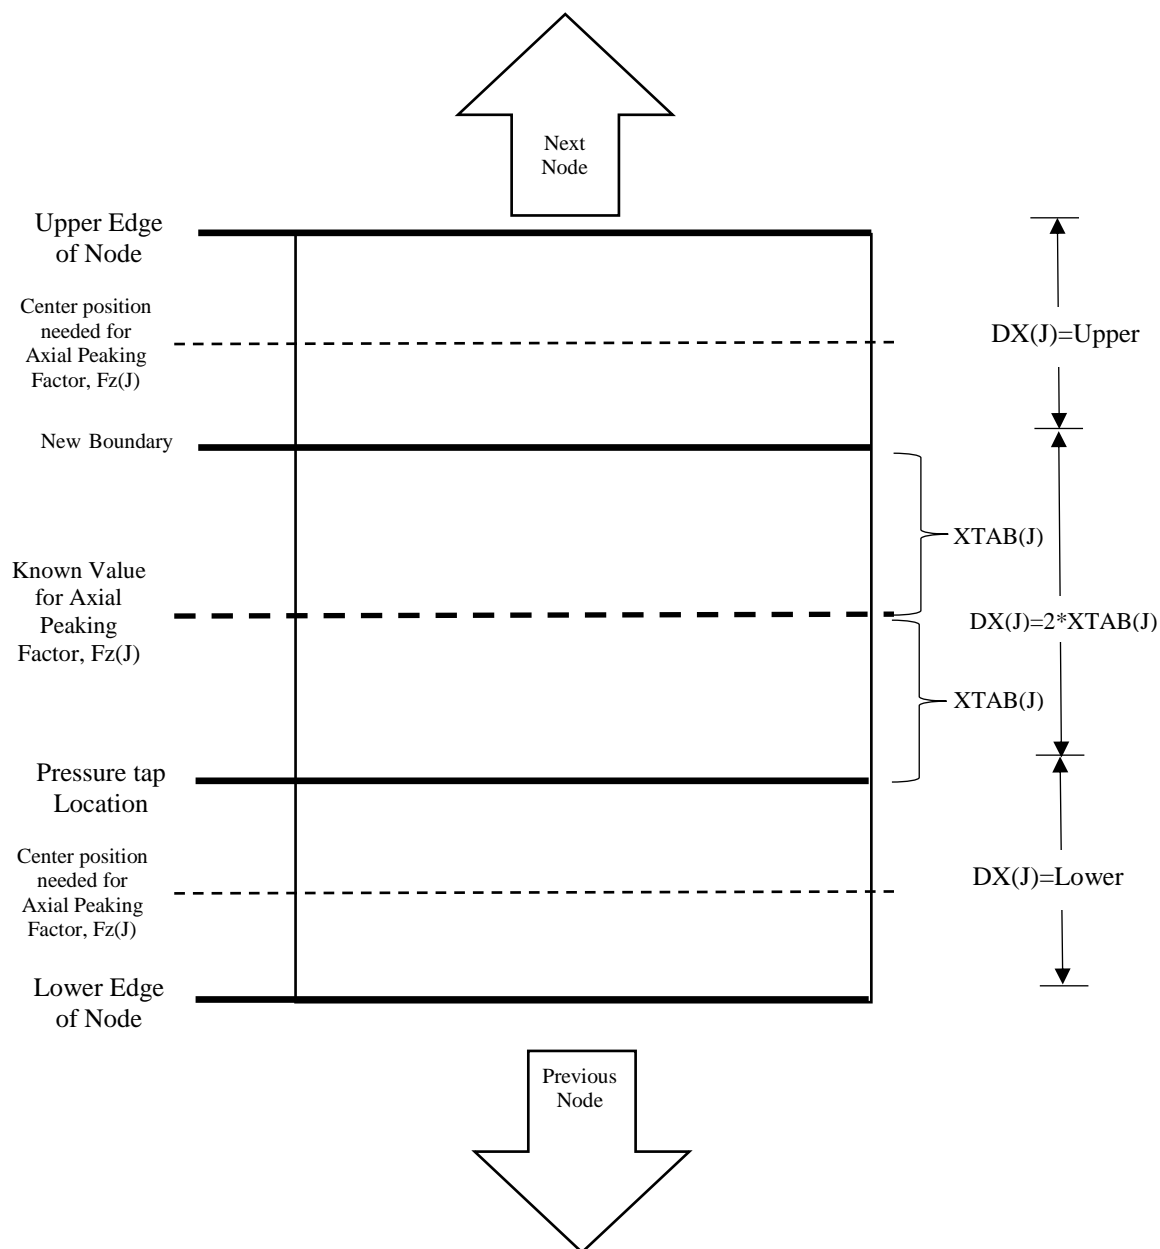 Next
Node
Upper Edge
of Node
Center position
needed for
Axial Peaking
Factor, Fz(J)
DX(J)=Upper
New Boundary
XTAB(J)
Known Value
for Axial
Peaking
Factor, Fz(J)
DX(J)=2*XTAB(J)
XTAB(J)
Pressure tap
Location
Center position
needed for
Axial Peaking
Factor, Fz(J)
DX(J)=Lower
Lower Edge
of Node
Previous
Node